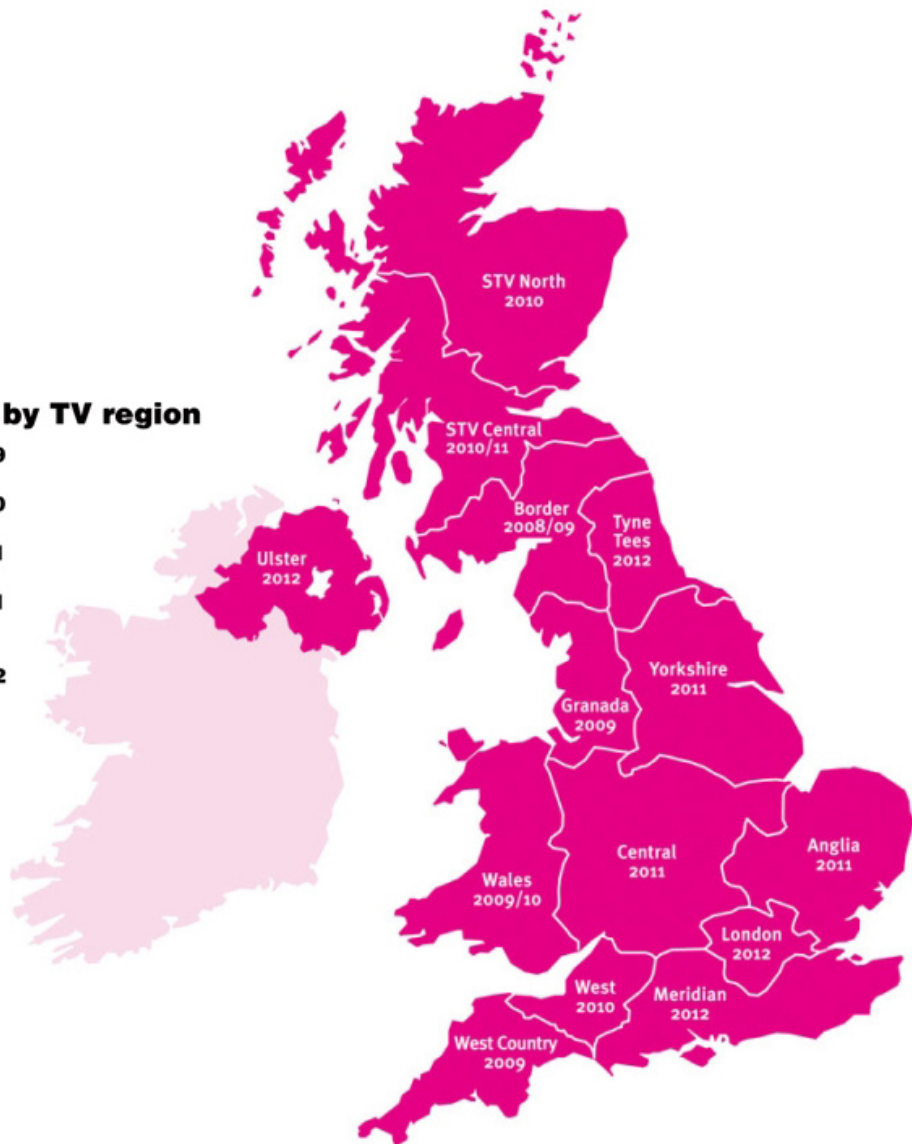 by TV region
STV North
2010
STV Central
2010/11
Border
2008/09
Tyne
Tees
2012
Ulster
2012
Yorkshire
2011
Granada
2009
Central
2011
Anglia
2011
Wales
2009/10
London
2012
West
2010
Meridian
2012
West Country
2009